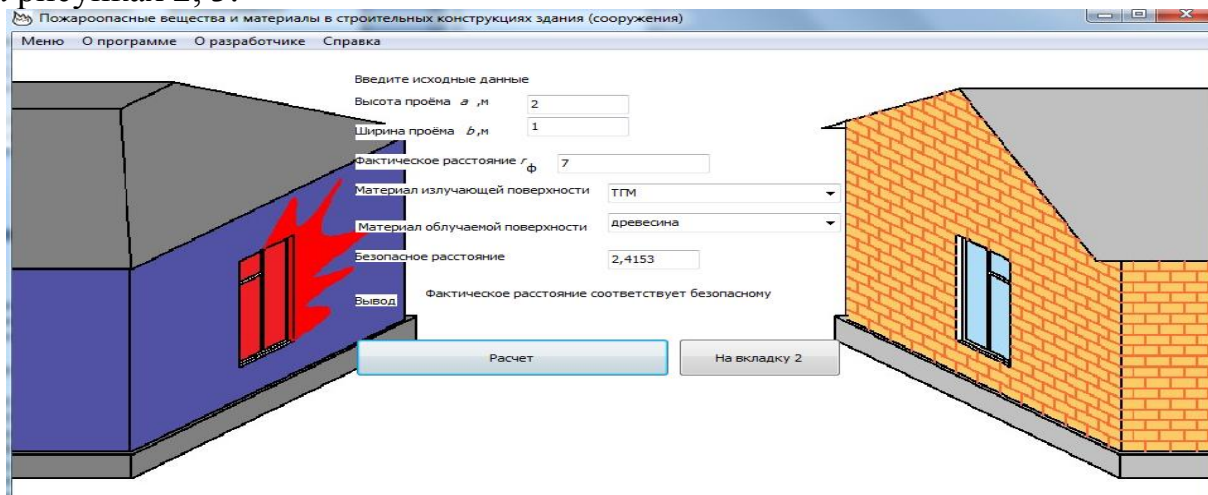 рисунках 2, 3.
Пожароопасные вещества и материалы в строительных конструкциях здания (сооружения)
Меню О программе О разработчике Справка
Введите исходные данные
Высота проёма a ,м 2
Ширина проёма b,м 1
Фактическое расстояние rф 7
Материал излучающей поверхности ТГМ
Материал облучаемой поверхности древесина
Безопасное расстояние 2,4153
Вывод Фактическое расстояние соответствует безопасному
Расчет На вкладку 2